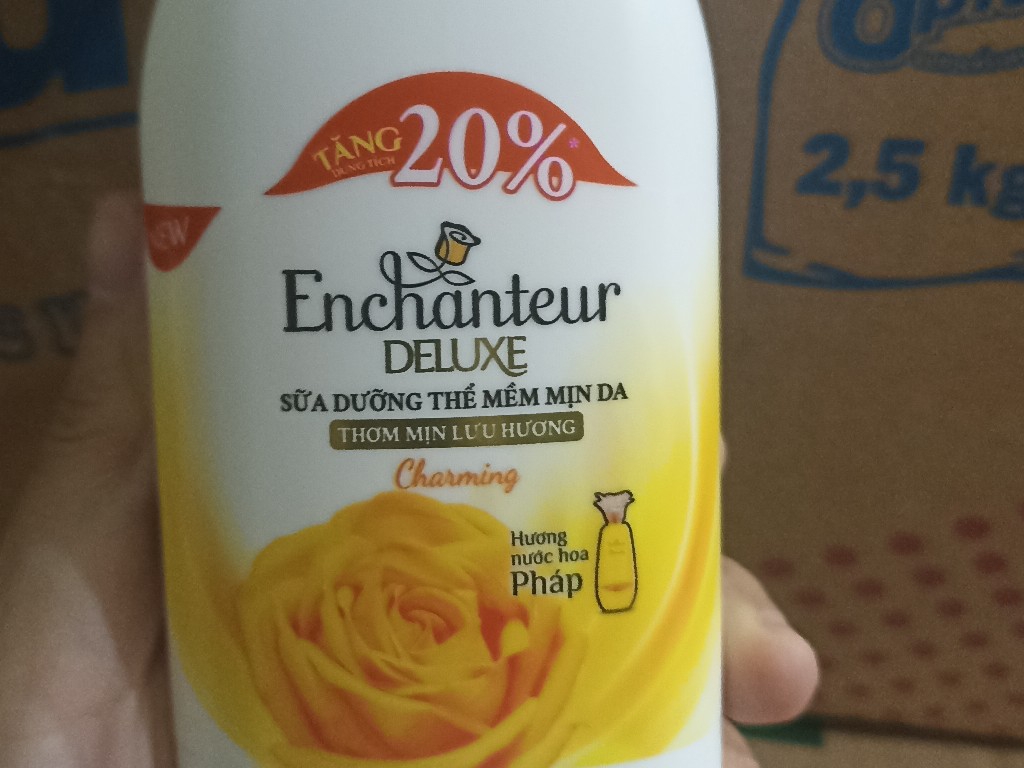 TĂNG
DUNG TÍCH
20%*
NEW
Enchanteur
DELUXE
SỮA DƯỠNG THỂ MỀM MỊN DA
THƠM MỊN LƯU HƯƠNG
Charming
Hương
nước hoa
Pháp
2,5 kg